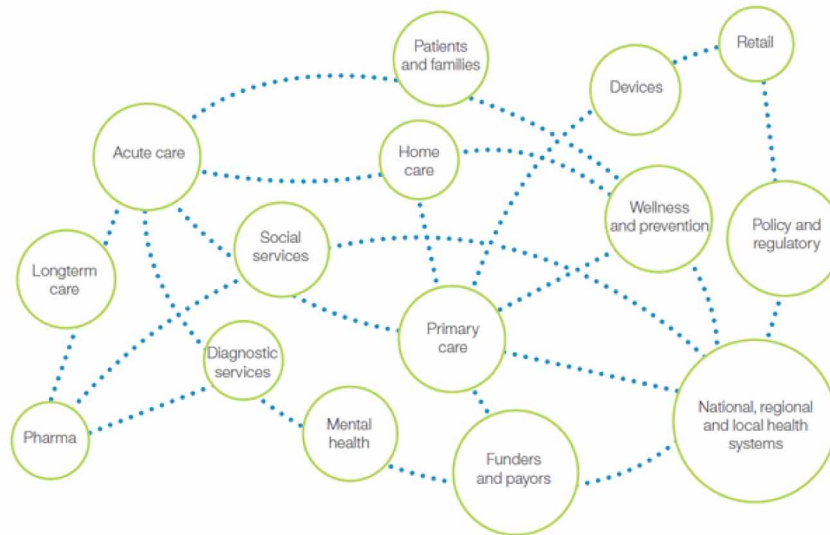 Patients
and families
Retail
Devices
Acute care
Home
care
Wellness
and prevention
Policy and
regulatory
Social
services
Longterm
care
Primary
care
Diagnostic
services
National, regional
and local health
systems
Mental
health
Pharma
Funders
and payors